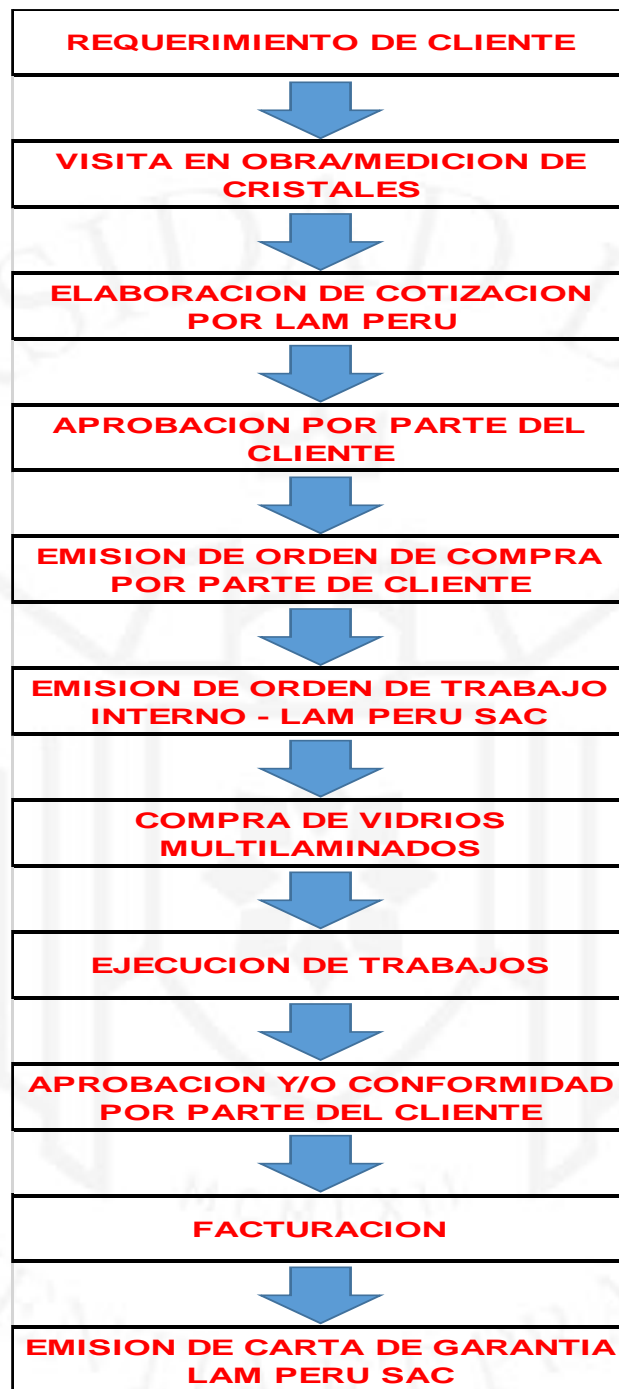 REQUERIMIENTO DE CLIENTE
VISITA EN OBRA/MEDICION DE
CRISTALES
ELABORACION DE COTIZACION
POR LAM PERU
APROBACION POR PARTE DEL
CLIENTE
EMISION DE ORDEN DE COMPRA
POR PARTE DE CLIENTE
EMISION DE ORDEN DE TRABAJO
INTERNO - LAM PERU SAC
COMPRA DE VIDRIOS
MULTILAMINADOS
EJECUCION DE TRABAJOS
APROBACION Y/O CONFORMIDAD
POR PARTE DEL CLIENTE
FACTURACION
EMISION DE CARTA DE GARANTIA
LAM PERU SAC